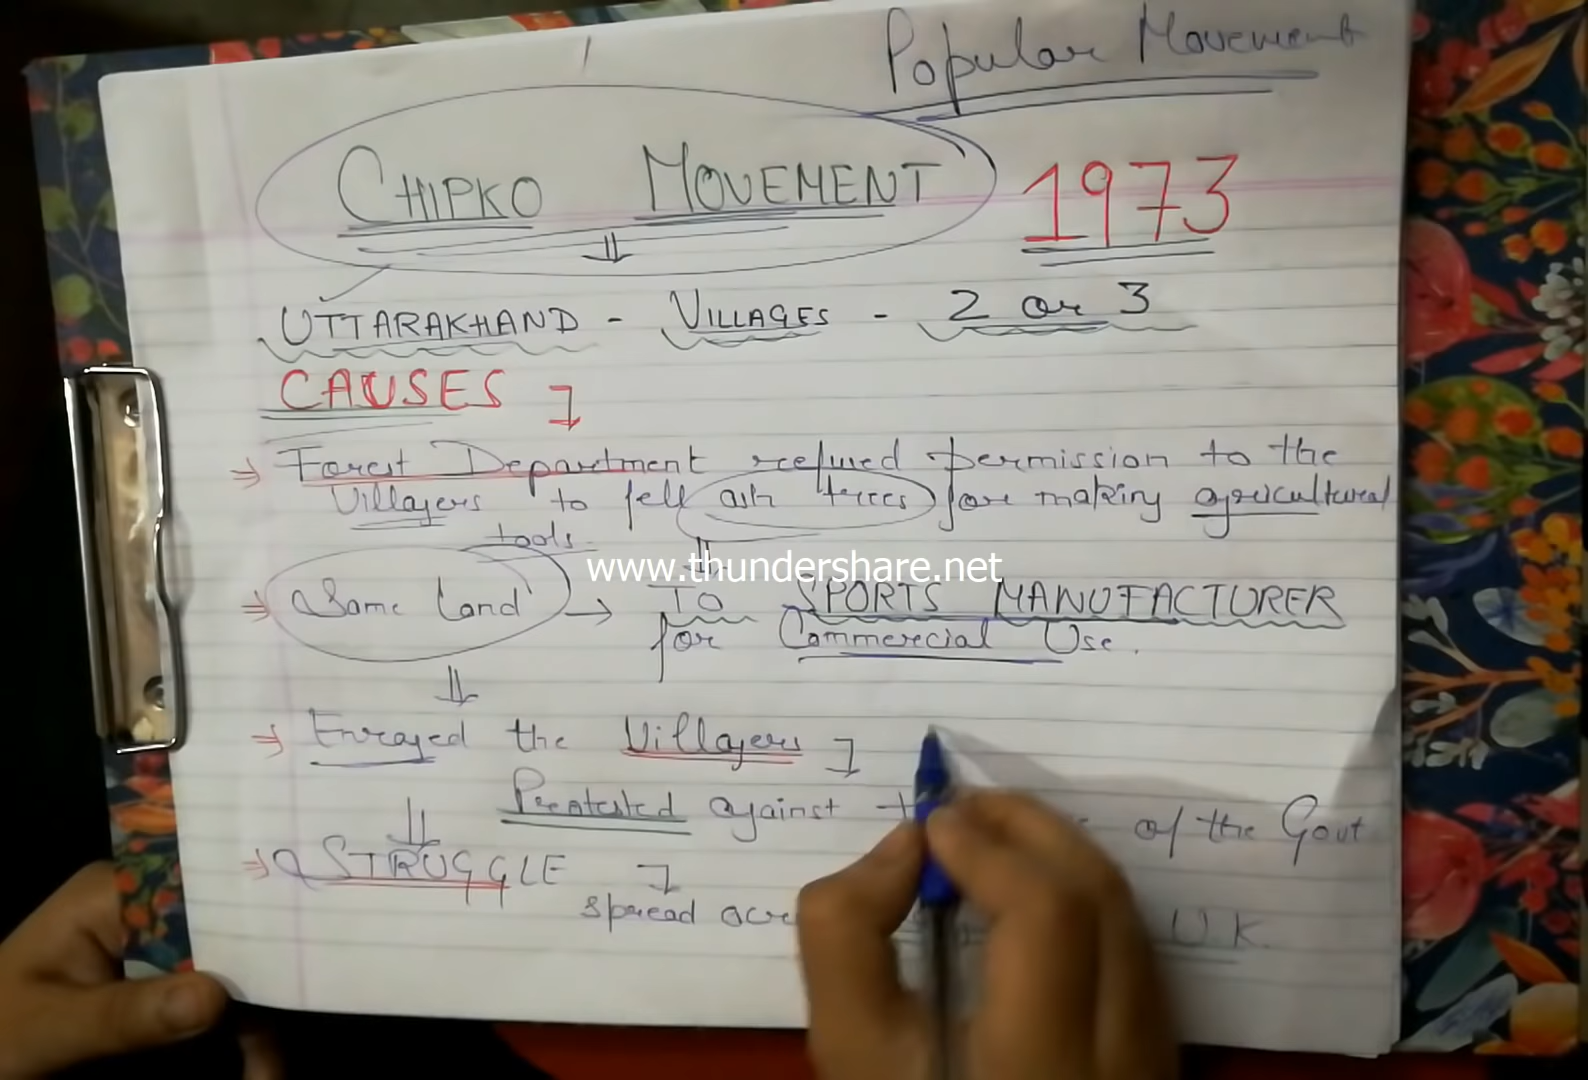 Popular Movement
CHIPKO MOVEMENT 1973
UTTARAKHAND - VILLAGES - 2 or 3
CAUSES
⇒ Forest Department refused permission to the
Villagers to fell ash trees for making agricultural
tools.
www.thundershare.net
⇒ Same land → TO SPORTS MANUFACTURER
for Commercial Use.
⇒ Enraged the Villagers
Protested against of the Govt
⇒ STRUGGLE
spread UK